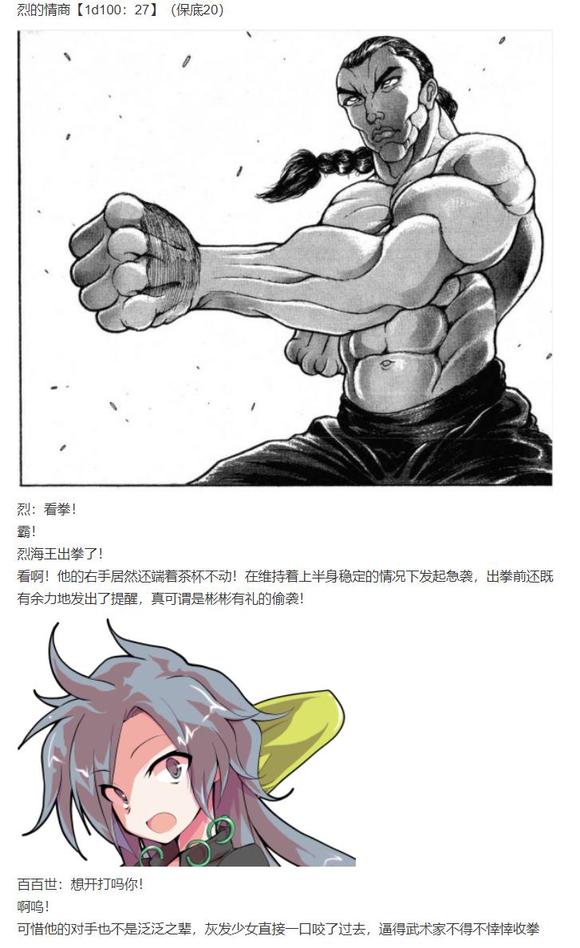 烈的情商【1d100：27】（保底20）
烈：看拳！
霸！
烈海王出拳了！
看啊！他的右手居然还端着茶杯不动！在维持着上半身稳定的情况下发起急袭，出拳前还既
有余力地发出了提醒，真可谓是彬彬有礼的偷袭！
百百世：想开打吗你！
啊呜！
可惜他的对手也不是泛泛之辈，灰发少女直接一口咬了过去，逼得武术家不得不悻悻收拳